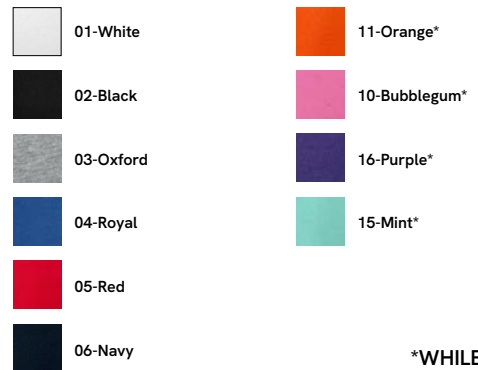 01-White
02-Black
03-Oxford
04-Royal
05-Red
06-Navy
11-Orange*
10-Bubblegum*
16-Purple*
15-Mint*
*WHILE